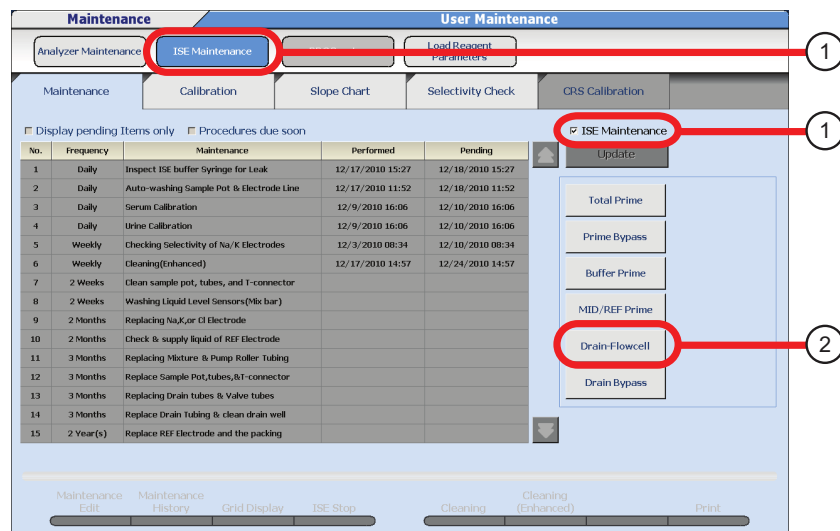 Maintenance User Maintenance
Analyzer Maintenance ISE Maintenance Load Reagent Parameters 1
Maintenance Calibration Slope Chart Selectivity Check CRS Calibration
Display pending Items only Procedures due soon ISE Maintenance 1
No. Frequency Maintenance Performed Pending Update
1 Daily Inspect ISE buffer Syringe for Leak 12/17/2010 15:27 12/18/2010 15:27
2 Daily Auto-washing Sample Pot & Electrode Line 12/17/2010 11:52 12/18/2010 11:52
3 Daily Serum Calibration 12/9/2010 16:06 12/10/2010 16:06
4 Daily Urine Calibration 12/9/2010 16:06 12/10/2010 16:06
5 Weekly Checking Selectivity of Na/K Electrodes 12/3/2010 08:34 12/10/2010 08:34
6 Weekly Cleaning(Enhanced) 12/17/2010 14:57 12/24/2010 14:57
7 2 Weeks Clean sample pot, tubes, and T-connector
8 2 Weeks Washing Liquid Level Sensors(Mix bar)
9 2 Months Replacing Na,K,or Cl Electrode
10 2 Months Check & supply liquid of REF Electrode
11 3 Months Replacing Mixture & Pump Roller Tubing
12 3 Months Replace Sample Pot,tubes,&T-connector
13 3 Months Replacing Drain tubes & Valve tubes
14 3 Months Replace Drain Tubing & clean drain well
15 2 Year(s) Replace REF Electrode and the packing
Total Prime
Prime Bypass
Buffer Prime
MID/REF Prime
Drain-Flowcell 2
Drain Bypass
Maintenance Edit Maintenance History Grid Display ISE Stop Cleaning Cleaning (Enhanced) Print